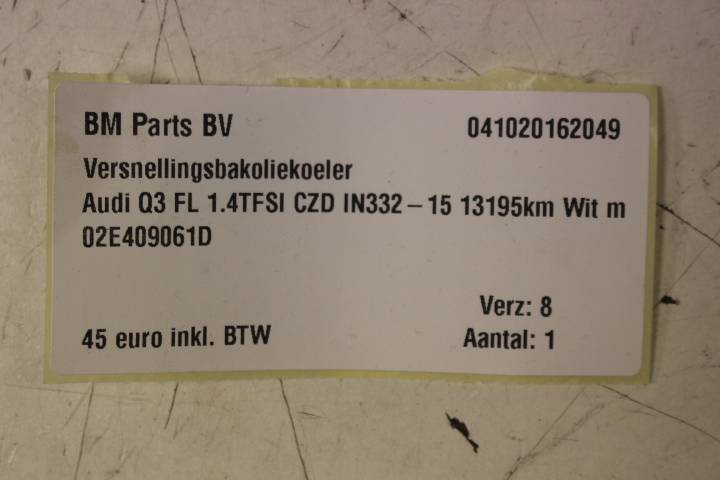 BM Parts BV 041020162049
Versnellingsbakoliekoeler
Audi Q3 FL 1.4TFSI CZD IN332-15 13195km Wit m
02E409061D
Verz: 8
45 euro inkl. BTW Aantal: 1